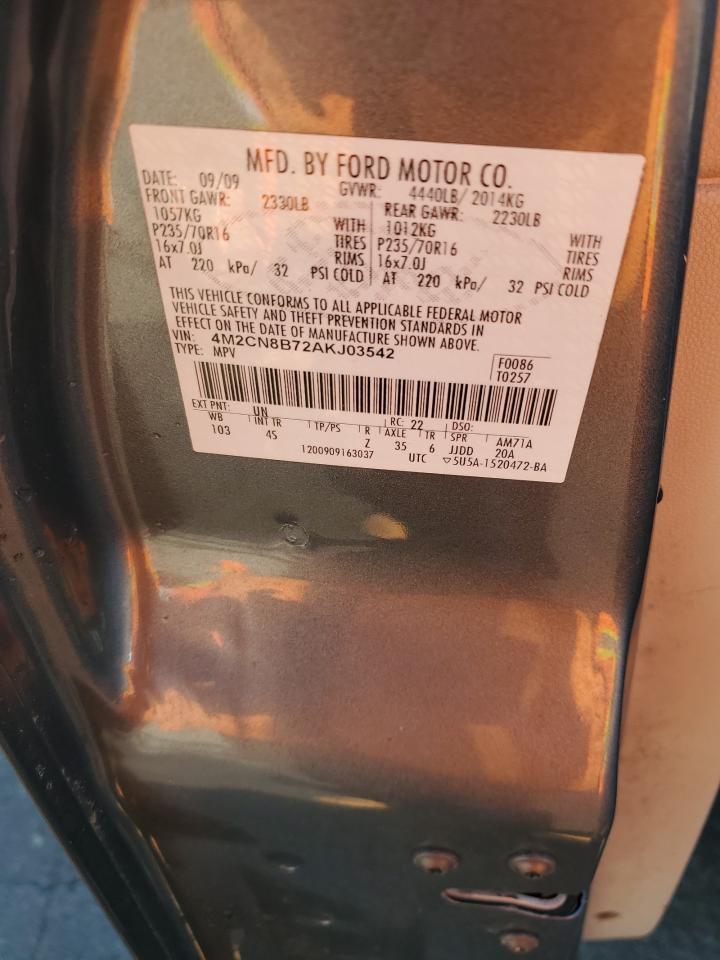 MFD. BY FORD MOTOR CO.
DATE: 09/09 GVWR: 4440LB/ 2014KG
FRONT GAWR: 2330LB REAR GAWR: 2230LB
1057KG WITH 1012KG WITH
P235/70R16 TIRES P235/70R16 TIRES
16x7.0J RIMS 16x7.0J RIMS
AT 220 kPa/ 32 PSI COLD AT 220 kPa/ 32 PSI COLD
THIS VEHICLE CONFORMS TO ALL APPLICABLE FEDERAL MOTOR
VEHICLE SAFETY AND THEFT PREVENTION STANDARDS IN
EFFECT ON THE DATE OF MANUFACTURE SHOWN ABOVE.
VIN: 4M2CN8B72AKJ03542
TYPE: MPV
F0086
T0257
EXT PNT: UN RC: 22 DSO:
WB INT TR TP/PS R AXLE TR SPR AM71A
103 4S Z 35 6 JJDD 20A
1200909163037 UTC ▽5U5A-1520472-BA